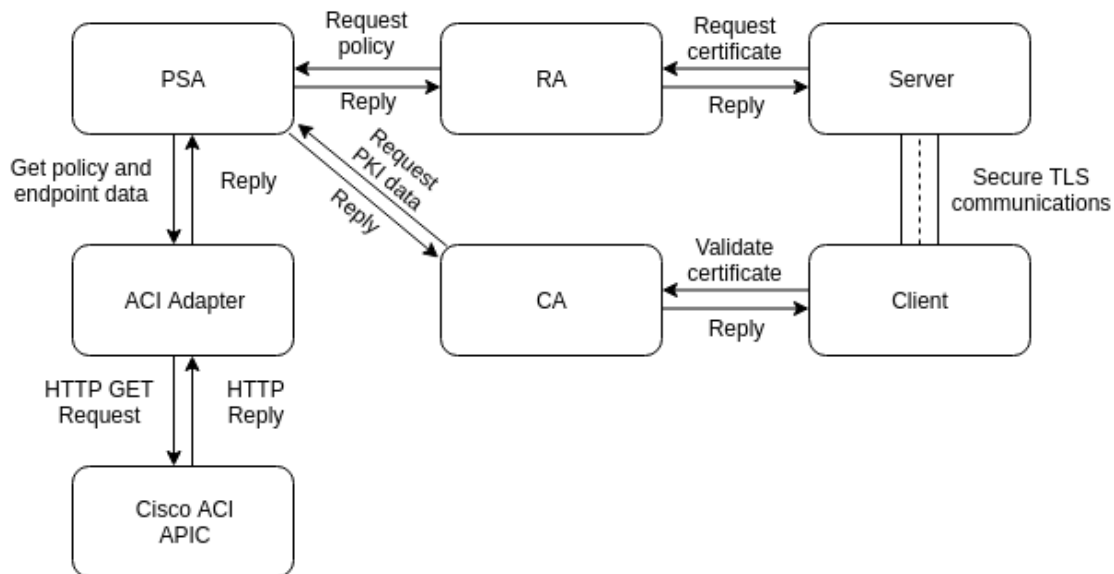 Request
policy
Request
certificate
PSA
RA
Server
Reply
Reply
Get policy and
endpoint data
Reply
Request
PKI data
Reply
Secure TLS
communications
Validate
certificate
ACI Adapter
CA
Client
Reply
HTTP GET
Request
HTTP
Reply
Cisco ACI
APIC